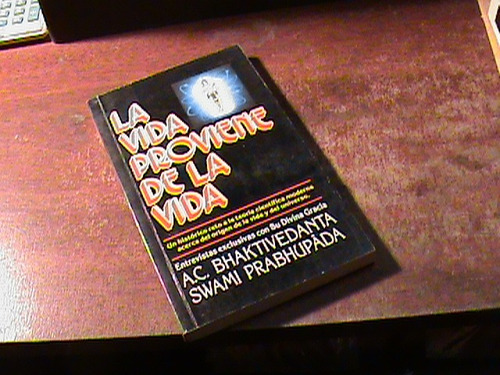 LA
VIDA
PROVIENE
DE LA
VIDA
Un histórico reto a la teoría científica moderna
acerca del origen de la vida y del universo.
Entrevistas exclusivas con Su Divina Gracia
A.C. BHAKTIVEDANTA
SWAMI PRABHUPĀDA